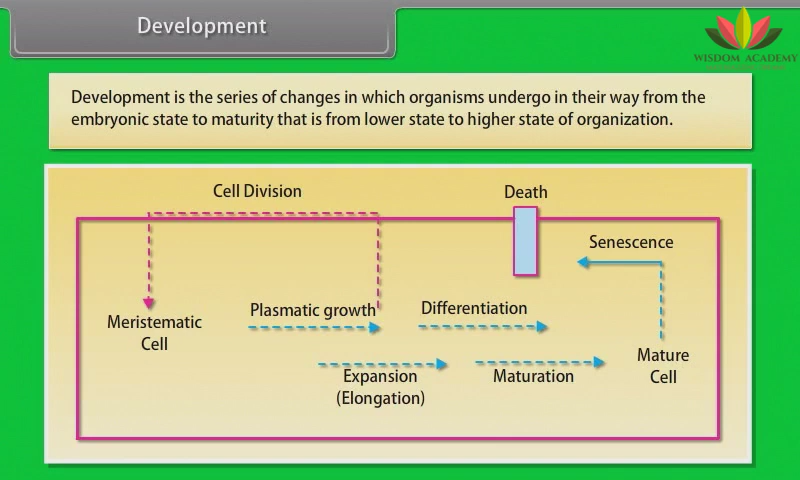 Development
WISDOM ACADEMY
Development is the series of changes in which organisms undergo in their way from the
embryonic state to maturity that is from lower state to higher state of organization.
Cell Division
Death
Senescence
Plasmatic growth
Differentiation
Meristematic
Cell
Expansion
(Elongation)
Maturation
Mature
Cell